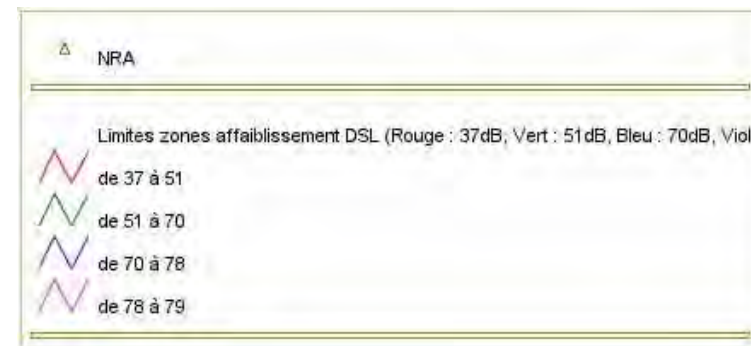 NRA
Limites zones affaiblissement DSL (Rouge : 37dB, Vert : 51dB, Bleu : 70dB, Viol
de 37 à 51
de 51 à 70
de 70 à 78
de 78 à 79